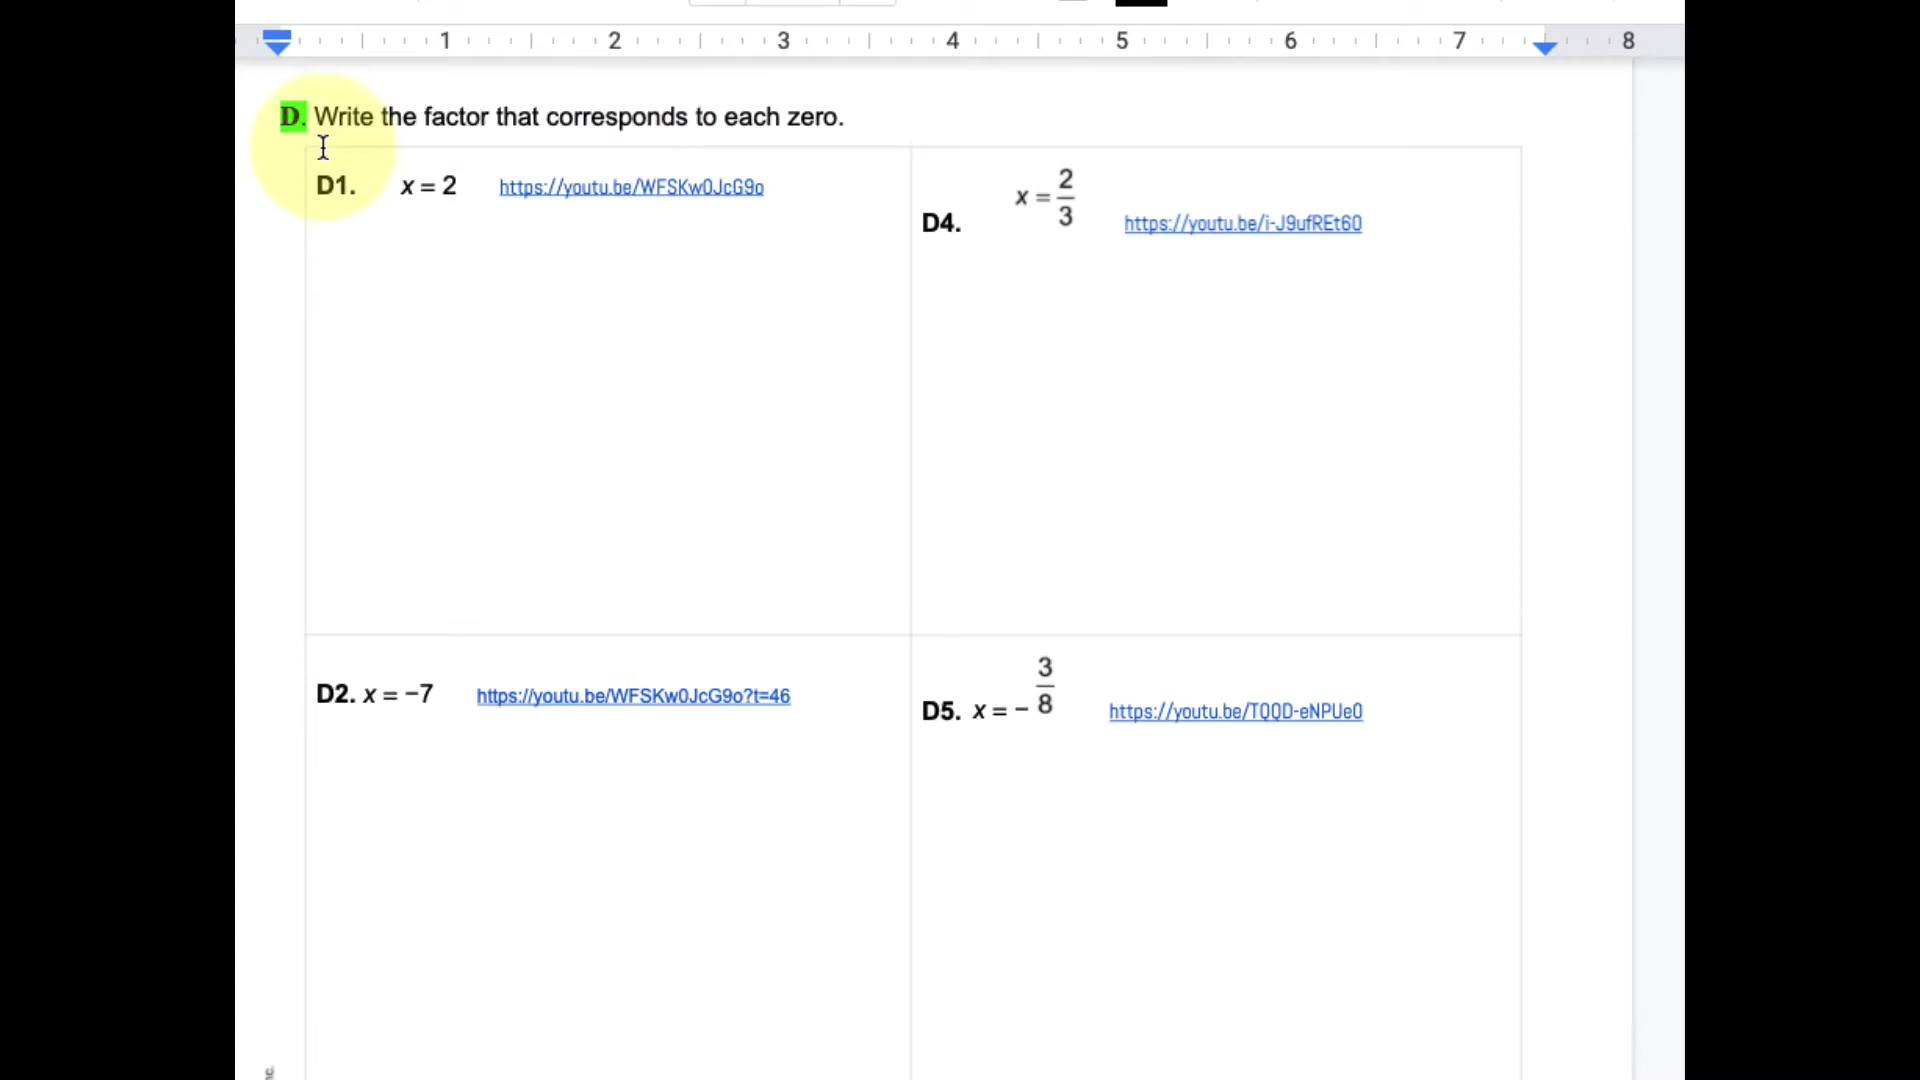 1 2 3 4 5 6 7 8
D. Write the factor that corresponds to each zero.
D1. x = 2 https://youtu.be/WFSKw0JcG9o
D4. x = 2/3 https://youtu.be/i-J9ufREt60
D2. x = −7 https://youtu.be/WFSKw0JcG9o?t=46
D5. x = − 3/8 https://youtu.be/TQQD-eNPUe0
nc.